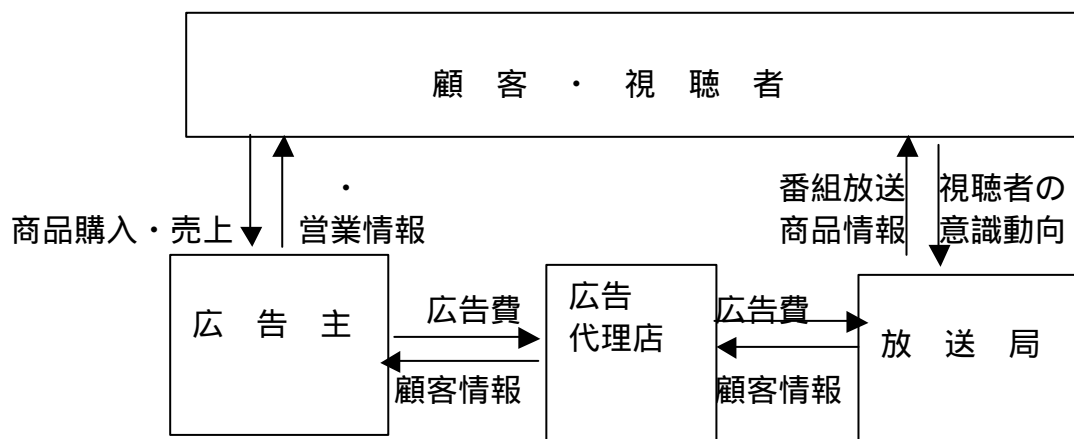 顧 客 ・ 視 聴 者
・
商品購入・売上
営業情報
番組放送
商品情報
視聴者の
意識動向
広 告 主
広告費
顧客情報
広告
代理店
広告費
顧客情報
放 送 局